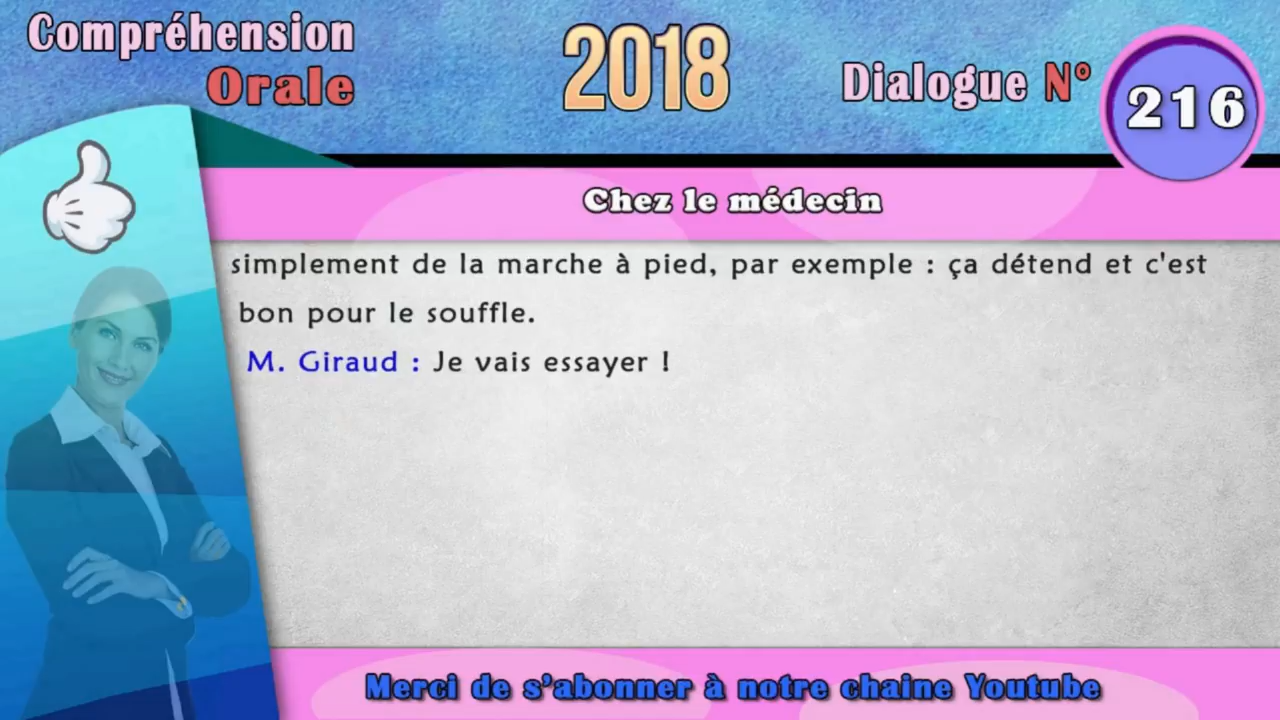 Compréhension
Orale
2018
Dialogue N°
216
Chez le médecin
simplement de la marche à pied, par exemple : ça détend et c'est
bon pour le souffle.
M. Giraud : Je vais essayer !
Merci de s'abonner à notre chaine Youtube